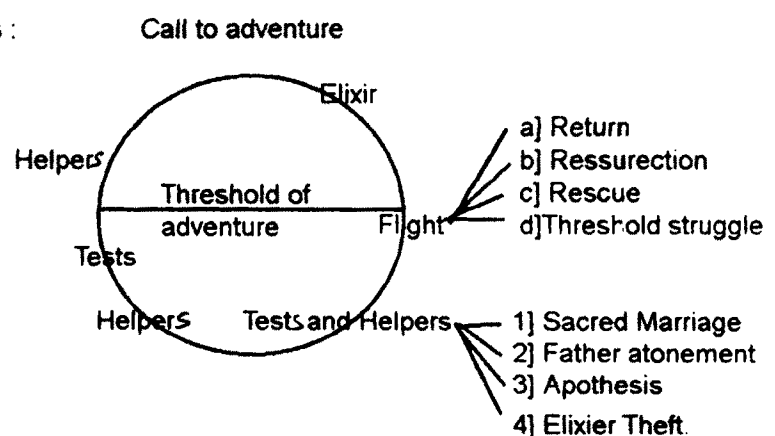 s :
Call to adventure
Elixir
a] Return
Helpers
b] Ressurection
Threshold of
c] Rescue
adventure
Flight
d]Threshold struggle
Tests
Helpers
Tests and Helpers
1] Sacred Marriage
2] Father atonement
3] Apothesis
4] Elixier Theft.